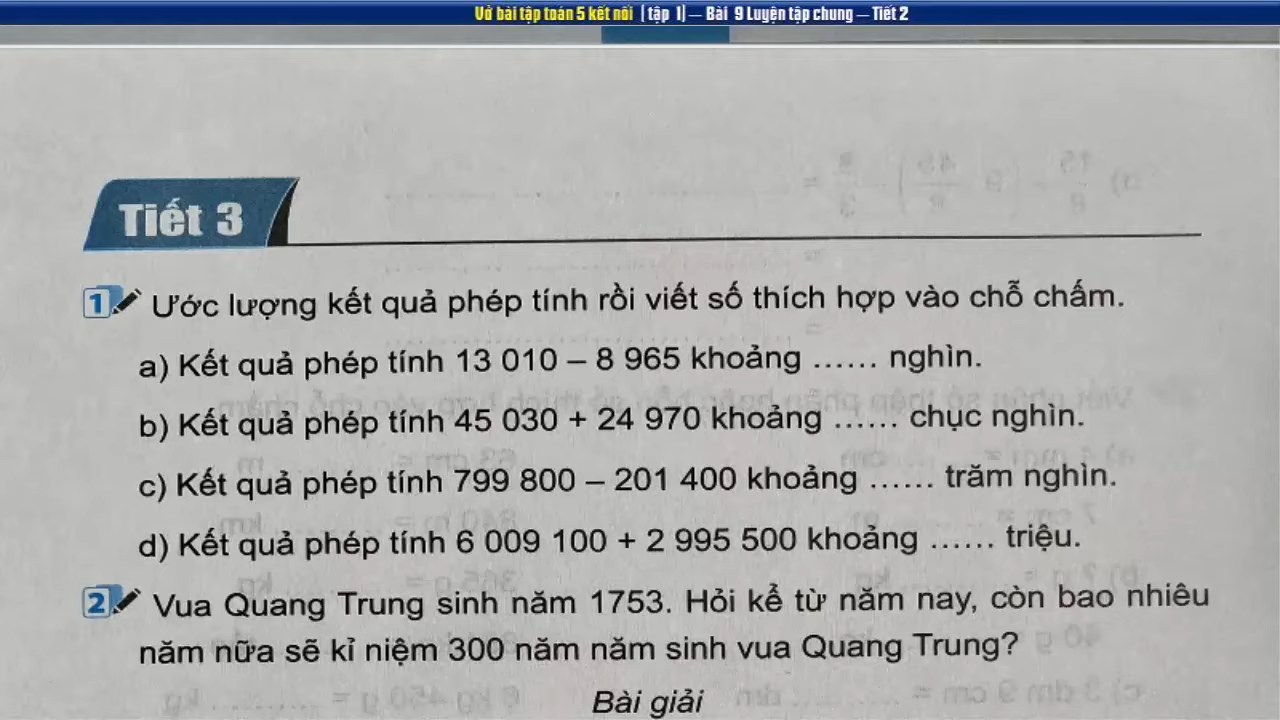 Vở bài tập toán 5 kết nối (tập 1) – Bài 9 Luyện tập chung – Tiết 2
Tiết 3
1 Ước lượng kết quả phép tính rồi viết số thích hợp vào chỗ chấm.
a) Kết quả phép tính 13 010 – 8 965 khoảng ...... nghìn.
b) Kết quả phép tính 45 030 + 24 970 khoảng ...... chục nghìn.
c) Kết quả phép tính 799 800 – 201 400 khoảng ...... trăm nghìn.
d) Kết quả phép tính 6 009 100 + 2 995 500 khoảng ...... triệu.
2 Vua Quang Trung sinh năm 1753. Hỏi kể từ năm nay, còn bao nhiêu
năm nữa sẽ kỉ niệm 300 năm năm sinh vua Quang Trung?
Bài giải